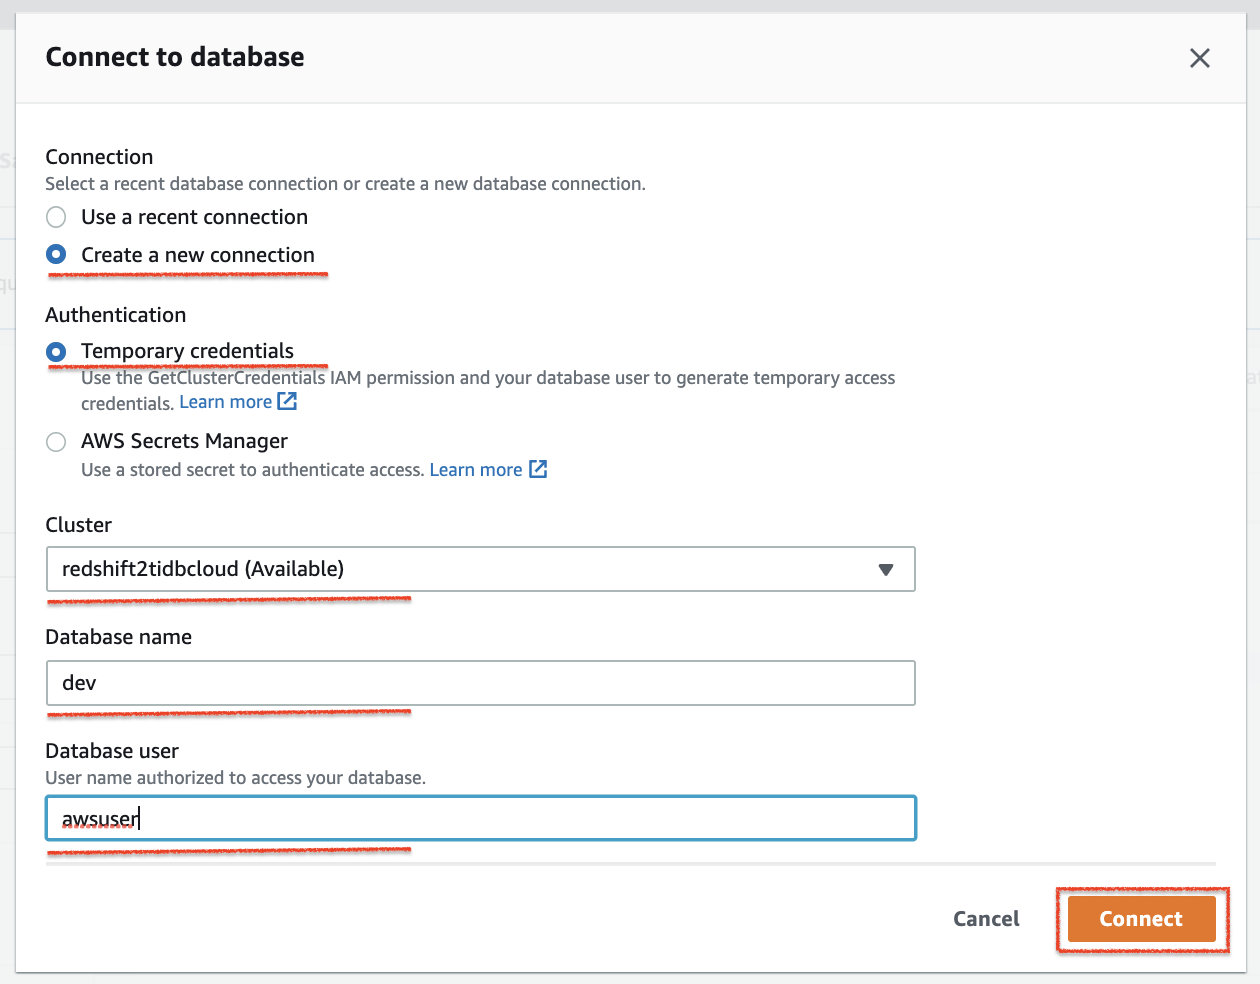 Connect to database
Connection
Select a recent database connection or create a new database connection.
Use a recent connection
Create a new connection
Authentication
Temporary credentials
Use the GetClusterCredentials IAM permission and your database user to generate temporary access
credentials. Learn more
AWS Secrets Manager
Use a stored secret to authenticate access. Learn more
Cluster
redshift2tidbcloud (Available)
Database name
dev
Database user
User name authorized to access your database.
awsuser
Cancel
Connect